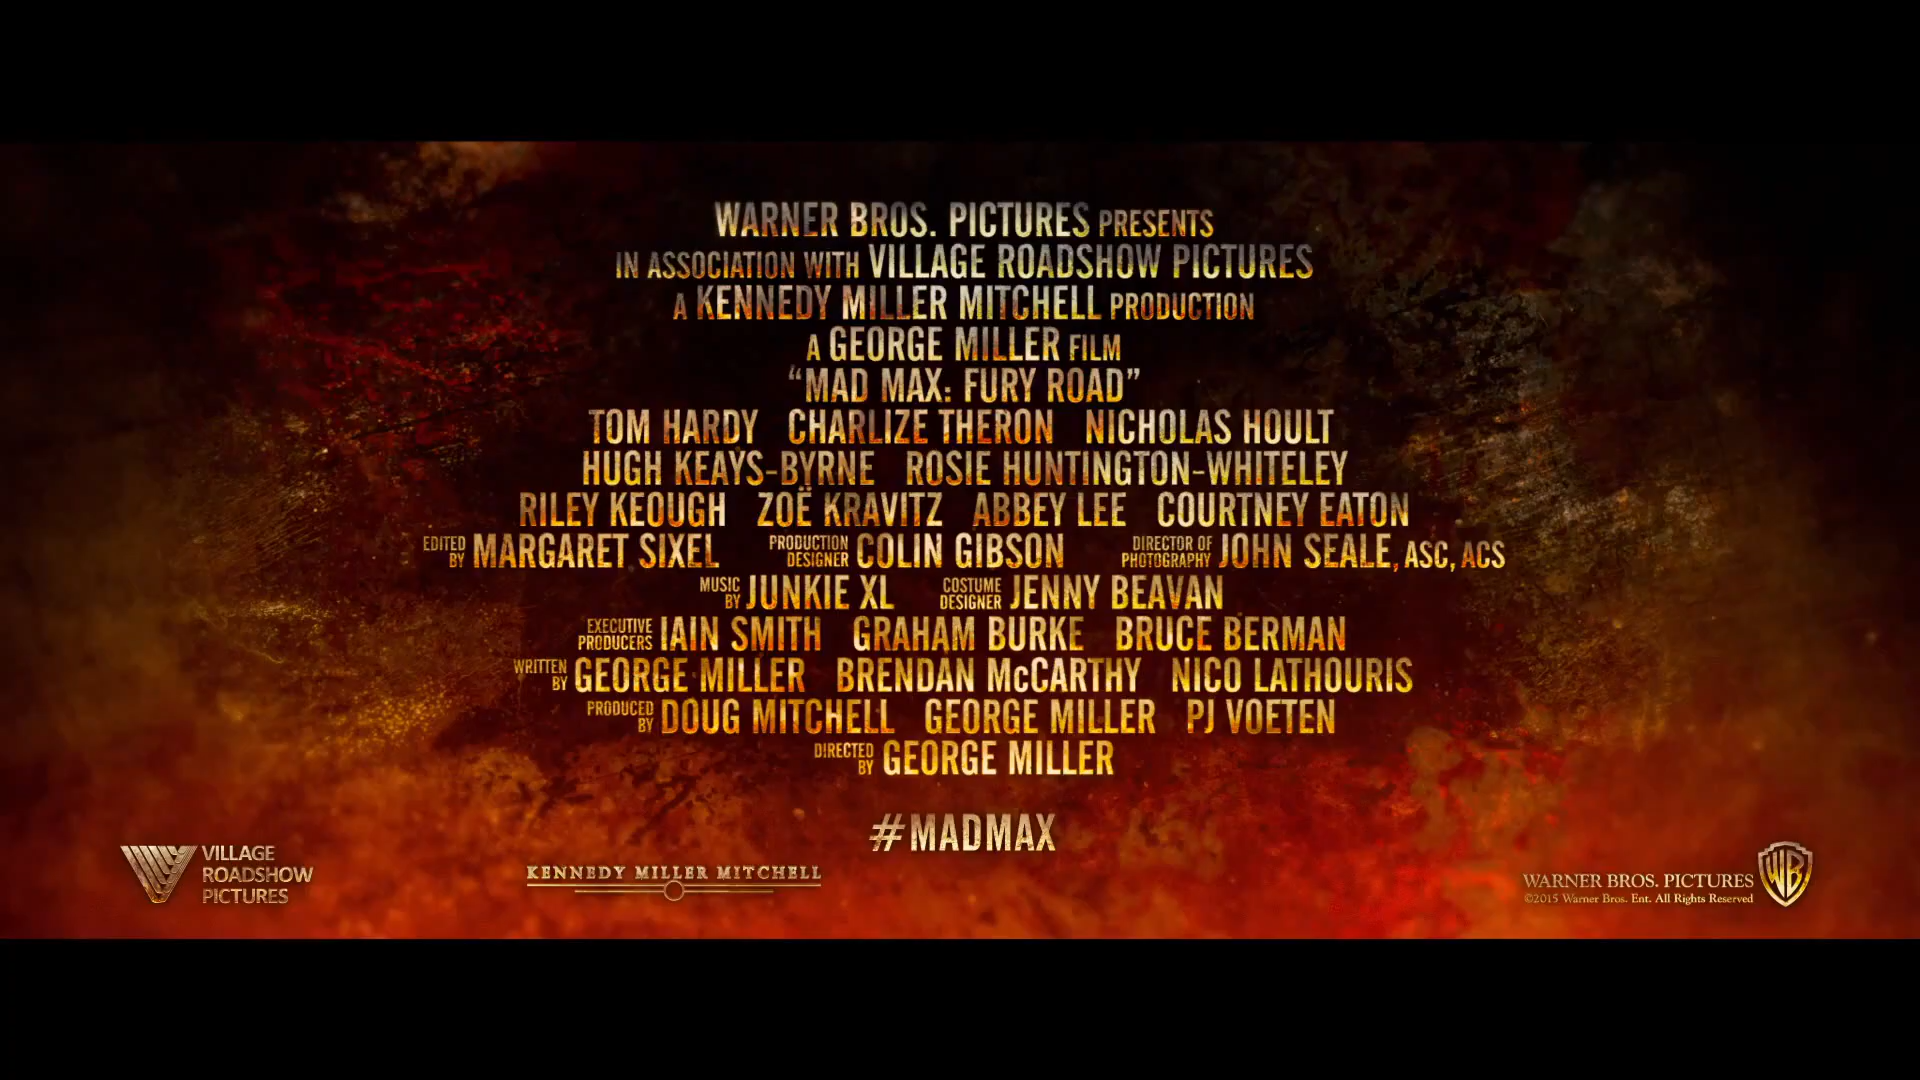 WARNER BROS. PICTURES PRESENTS
IN ASSOCIATION WITH VILLAGE ROADSHOW PICTURES
A KENNEDY MILLER MITCHELL PRODUCTION
A GEORGE MILLER FILM
“MAD MAX: FURY ROAD”
TOM HARDY CHARLIZE THERON NICHOLAS HOULT
HUGH KEAYS-BYRNE ROSIE HUNTINGTON-WHITELEY
RILEY KEOUGH ZOË KRAVITZ ABBEY LEE COURTNEY EATON
EDITED BY MARGARET SIXEL PRODUCTION DESIGNER COLIN GIBSON DIRECTOR OF PHOTOGRAPHY JOHN SEALE, ASC, ACS
MUSIC BY JUNKIE XL COSTUME DESIGNER JENNY BEAVAN
EXECUTIVE PRODUCERS IAIN SMITH GRAHAM BURKE BRUCE BERMAN
WRITTEN BY GEORGE MILLER BRENDAN McCARTHY NICO LATHOURIS
PRODUCED BY DOUG MITCHELL GEORGE MILLER PJ VOETEN
DIRECTED BY GEORGE MILLER
#MADMAX
VILLAGE
ROADSHOW
PICTURES
KENNEDY MILLER MITCHELL
WARNER BROS. PICTURES
©2015 Warner Bros. Ent. All Rights Reserved
WB